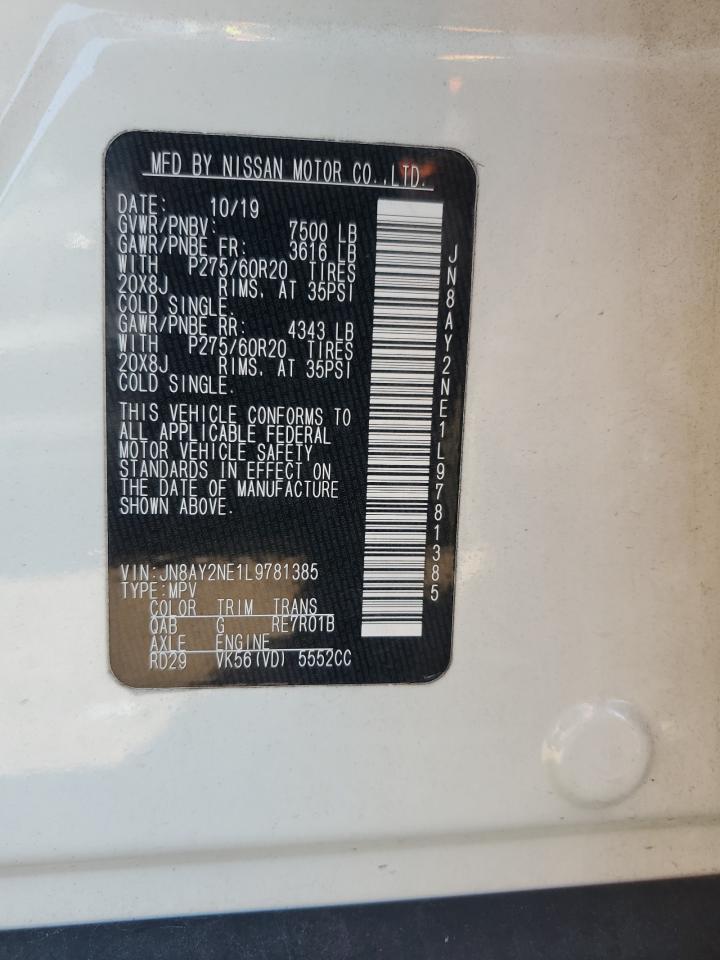 MFD BY NISSAN MOTOR CO.,LTD.
DATE: 10/19
GVWR/PNBV: 7500 LB
GAWR/PNBE FR: 3616 LB
WITH P275/60R20 TIRES
20X8J RIMS, AT 35PSI
COLD SINGLE.
GAWR/PNBE RR: 4343 LB
WITH P275/60R20 TIRES
20X8J RIMS, AT 35PSI
COLD SINGLE.
THIS VEHICLE CONFORMS TO
ALL APPLICABLE FEDERAL
MOTOR VEHICLE SAFETY
STANDARDS IN EFFECT ON
THE DATE OF MANUFACTURE
SHOWN ABOVE.
VIN:JN8AY2NE1L9781385
TYPE:MPV
COLOR TRIM TRANS
QAB G RE7R01B
AXLE ENGINE
RD29 VK56(VD) 5552CC
JN8AY2NE1L9781385